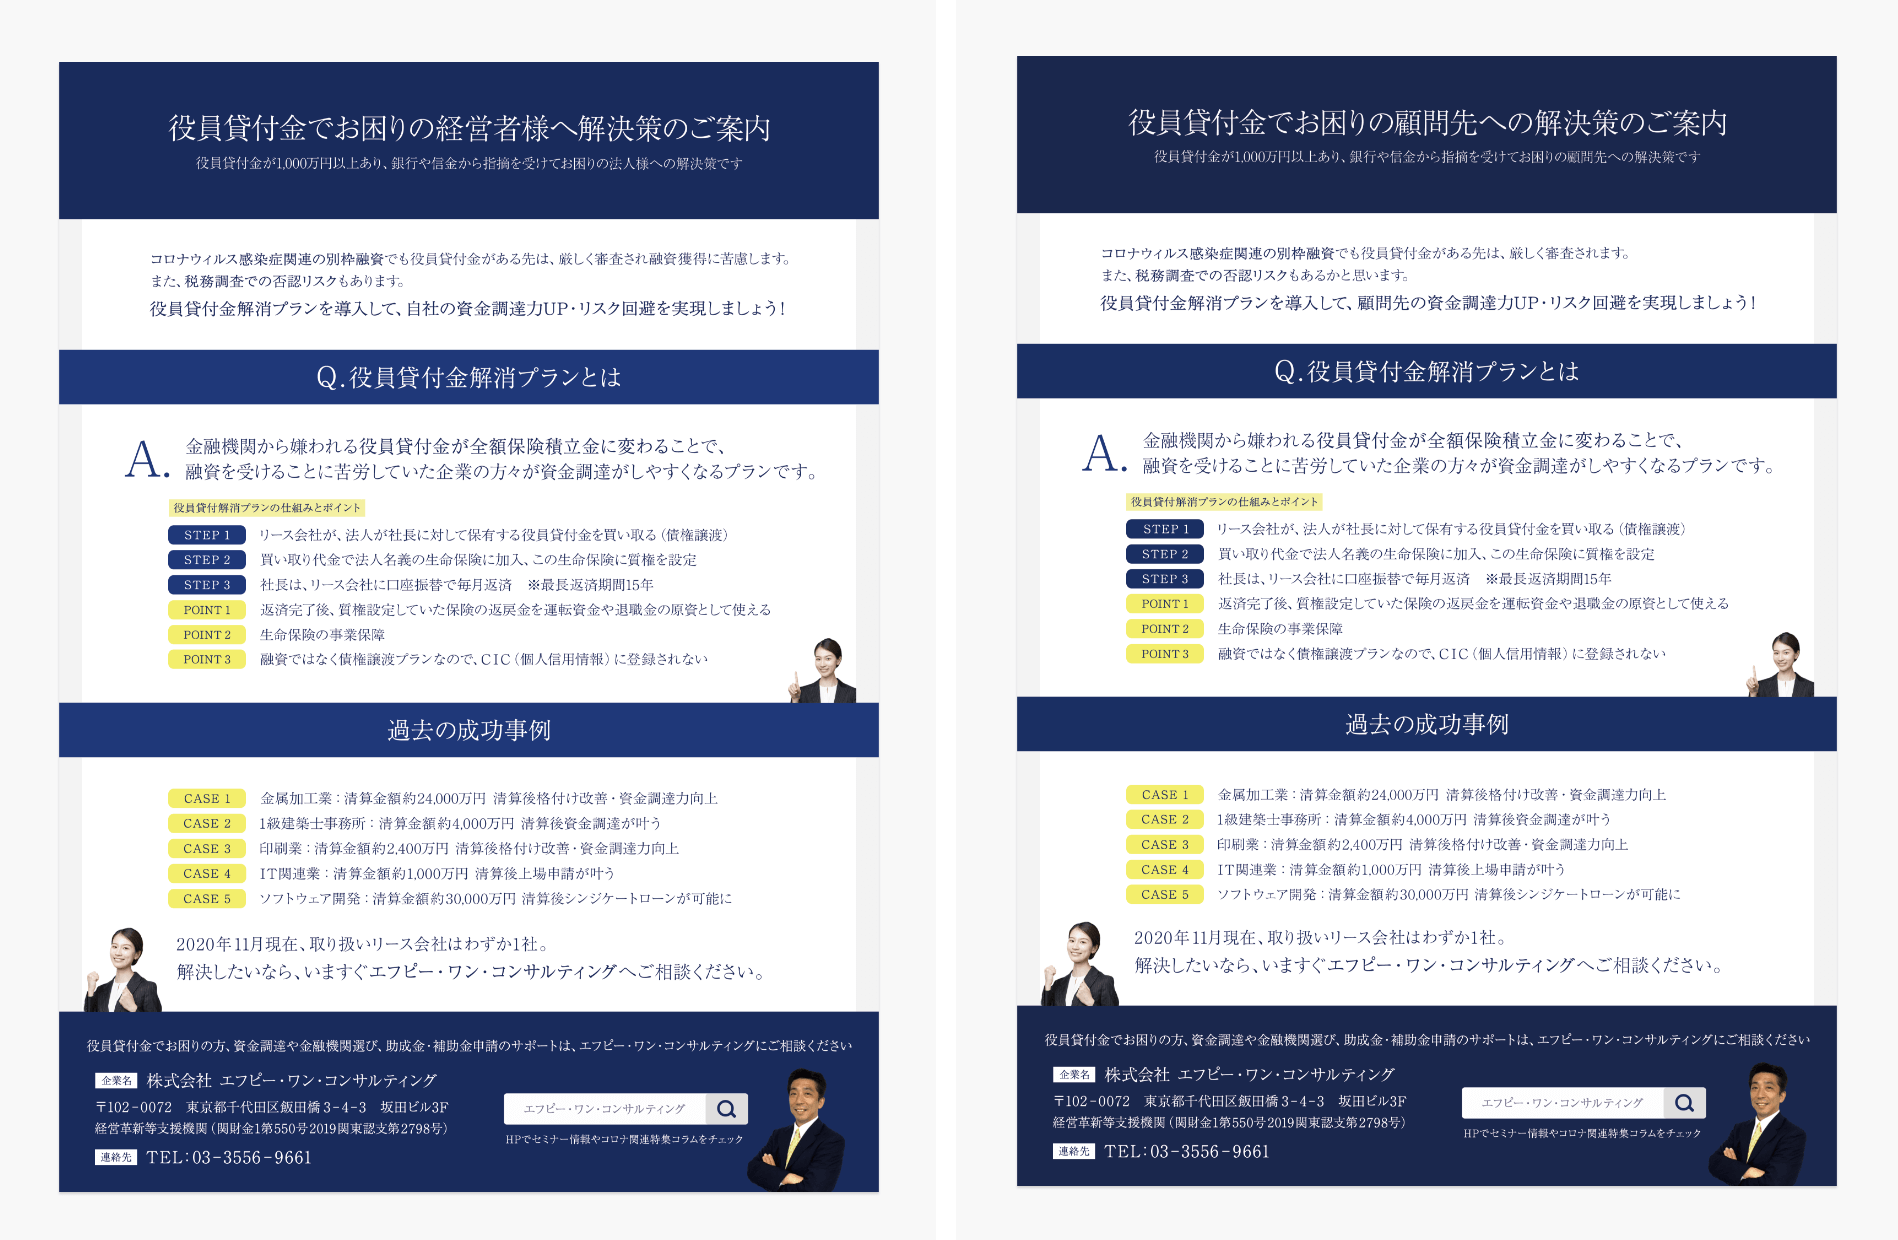 役員貸付金でお困りの経営者様へ解決策のご案内
役員貸付金が1,000万円以上あり、銀行や信金から指摘を受けてお困りの法人様への解決策です
コロナウィルス感染症関連の別枠融資でも役員貸付金がある先は、厳しく審査され融資獲得に苦慮します。
また、税務調査での否認リスクもあります。
役員貸付金解消プランを導入して、自社の資金調達力UP・リスク回避を実現しましょう!
Q.役員貸付金解消プランとは
A.
金融機関から嫌われる役員貸付金が全額保険積立金に変わることで、
融資を受けることに苦労していた企業の方々が資金調達がしやすくなるプランです。
役員貸付解消プランの仕組みとポイント
STEP 1 リース会社が、法人が社長に対して保有する役員貸付金を買い取る（債権譲渡）
STEP 2 買い取り代金で法人名義の生命保険に加入、この生命保険に質権を設定
STEP 3 社長は、リース会社に口座振替で毎月返済 ※最長返済期間15年
POINT 1 返済完了後、質権設定していた保険の返戻金を運転資金や退職金の原資として使える
POINT 2 生命保険の事業保障
POINT 3 融資ではなく債権譲渡プランなので、CIC（個人信用情報）に登録されない
過去の成功事例
CASE 1 金属加工業：清算金額約24,000万円 清算後格付け改善・資金調達力向上
CASE 2 1級建築士事務所：清算金額約4,000万円 清算後資金調達が叶う
CASE 3 印刷業：清算金額約2,400万円 清算後格付け改善・資金調達力向上
CASE 4 IT関連業：清算金額約1,000万円 清算後上場申請が叶う
CASE 5 ソフトウェア開発：清算金額約30,000万円 清算後シンジケートローンが可能に
2020年11月現在、取り扱いリース会社はわずか1社。
解決したいなら、いますぐエフピー・ワン・コンサルティングへご相談ください。
役員貸付金でお困りの方、資金調達や金融機関選び、助成金・補助金申請のサポートは、エフピー・ワン・コンサルティングにご相談ください
企業名 株式会社 エフピー・ワン・コンサルティング
〒102-0072 東京都千代田区飯田橋3-4-3 坂田ビル3F
経営革新等支援機関（関財金1第550号2019関東認支第2798号）
連絡先 TEL:03-3556-9661
エフピー・ワン・コンサルティング
HPでセミナー情報やコロナ関連特集コラムをチェック
役員貸付金でお困りの顧問先への解決策のご案内
役員貸付金が1,000万円以上あり、銀行や信金から指摘を受けてお困りの顧問先への解決策です
コロナウィルス感染症関連の別枠融資でも役員貸付金がある先は、厳しく審査されます。
また、税務調査での否認リスクもあるかと思います。
役員貸付金解消プランを導入して、顧問先の資金調達力UP・リスク回避を実現しましょう!
Q.役員貸付金解消プランとは
A.
金融機関から嫌われる役員貸付金が全額保険積立金に変わることで、
融資を受けることに苦労していた企業の方々が資金調達がしやすくなるプランです。
役員貸付解消プランの仕組みとポイント
STEP 1 リース会社が、法人が社長に対して保有する役員貸付金を買い取る（債権譲渡）
STEP 2 買い取り代金で法人名義の生命保険に加入、この生命保険に質権を設定
STEP 3 社長は、リース会社に口座振替で毎月返済 ※最長返済期間15年
POINT 1 返済完了後、質権設定していた保険の返戻金を運転資金や退職金の原資として使える
POINT 2 生命保険の事業保障
POINT 3 融資ではなく債権譲渡プランなので、CIC（個人信用情報）に登録されない
過去の成功事例
CASE 1 金属加工業：清算金額約24,000万円 清算後格付け改善・資金調達力向上
CASE 2 1級建築士事務所：清算金額約4,000万円 清算後資金調達が叶う
CASE 3 印刷業：清算金額約2,400万円 清算後格付け改善・資金調達力向上
CASE 4 IT関連業：清算金額約1,000万円 清算後上場申請が叶う
CASE 5 ソフトウェア開発：清算金額約30,000万円 清算後シンジケートローンが可能に
2020年11月現在、取り扱いリース会社はわずか1社。
解決したいなら、いますぐエフピー・ワン・コンサルティングへご相談ください。
役員貸付金でお困りの方、資金調達や金融機関選び、助成金・補助金申請のサポートは、エフピー・ワン・コンサルティングにご相談ください
企業名 株式会社 エフピー・ワン・コンサルティング
〒102-0072 東京都千代田区飯田橋3-4-3 坂田ビル3F
経営革新等支援機関（関財金1第550号2019関東認支第2798号）
連絡先 TEL:03-3556-9661
エフピー・ワン・コンサルティング
HPでセミナー情報やコロナ関連特集コラムをチェック